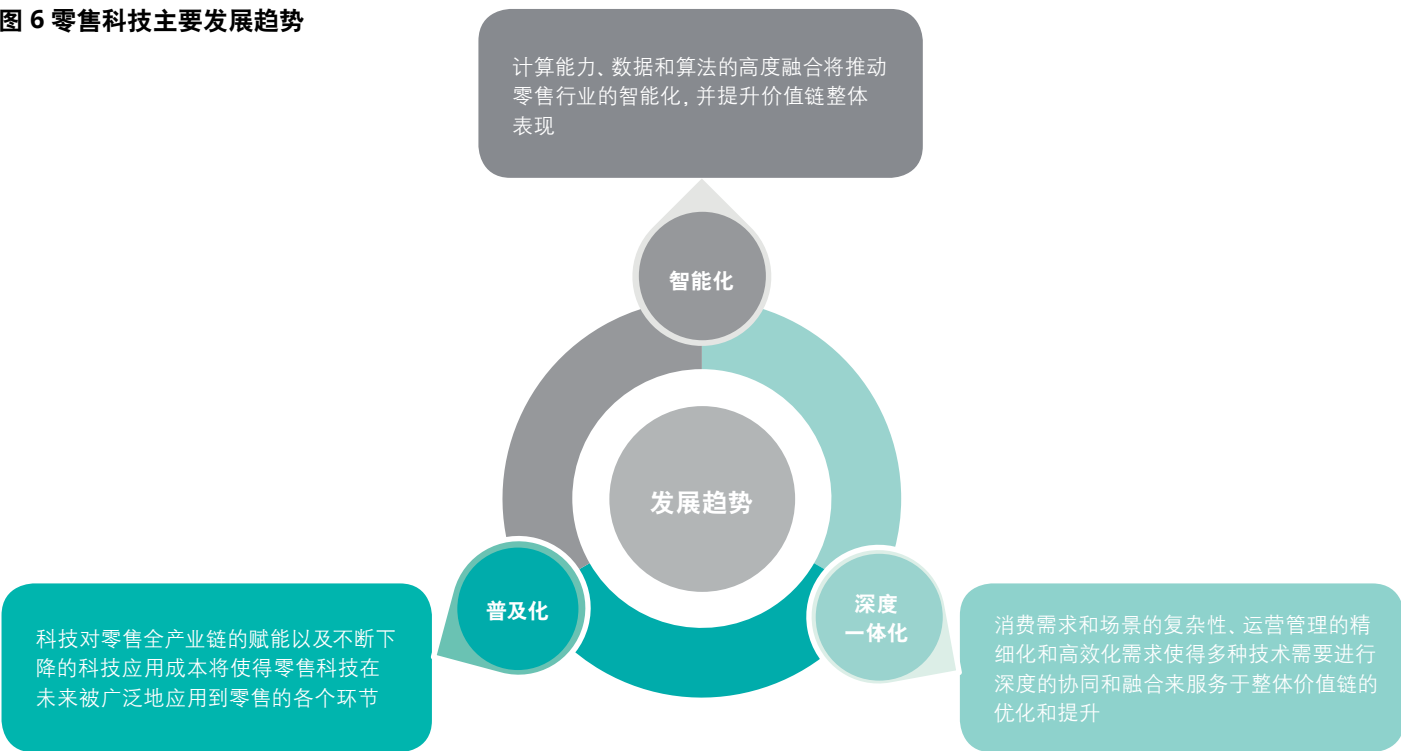 图 6 零售科技主要发展趋势
计算能力、数据和算法的高度融合将推动
零售行业的智能化，并提升价值链整体
表现
智能化
发展趋势
普及化
深度
一体化
科技对零售全产业链的赋能以及不断下
降的科技应用成本将使得零售科技在
未来被广泛地应用到零售的各个环节
消费需求和场景的复杂性、运营管理的精
细化和高效化需求使得多种技术需要进行
深度的协同和融合来服务于整体价值链的
优化和提升